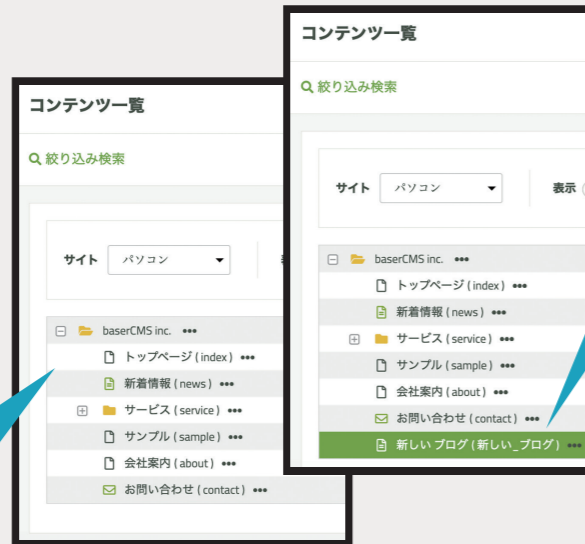 コンテンツ一覧
絞り込み検索
サイト パソコン
baserCMS inc. •••
トップページ ( index ) •••
新着情報 ( news ) •••
サービス ( service ) •••
サンプル ( sample ) •••
会社案内 ( about ) •••
お問い合わせ ( contact ) •••
コンテンツ一覧
絞り込み検索
サイト パソコン 表示
baserCMS inc. •••
トップページ ( index ) •••
新着情報 ( news ) •••
サービス ( service ) •••
サンプル ( sample ) •••
会社案内 ( about ) •••
お問い合わせ ( contact ) •••
新しい ブログ ( 新しい_ブログ ) •••